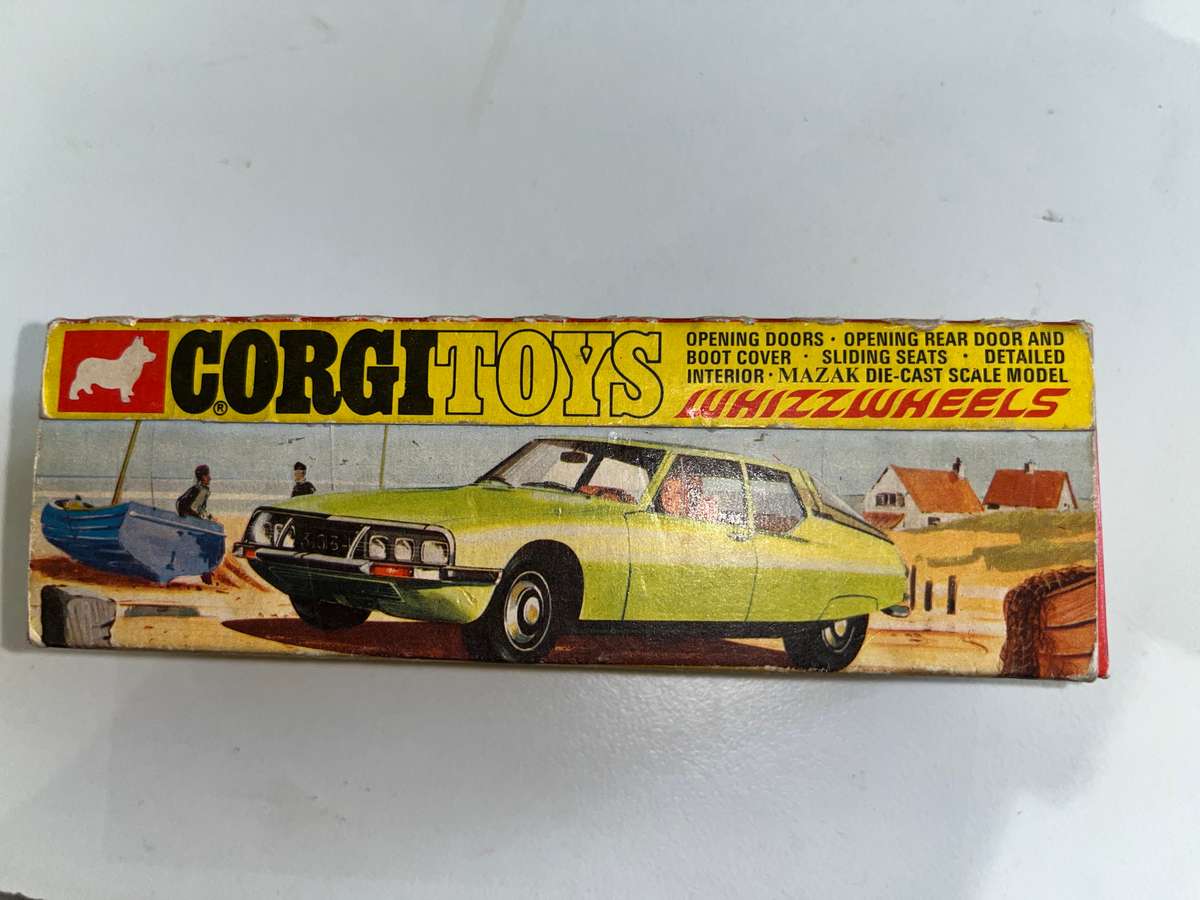 CORGI TOYS
®
OPENING DOORS · OPENING REAR DOOR AND
BOOT COVER · SLIDING SEATS · DETAILED
INTERIOR · MAZAK DIE-CAST SCALE MODEL
WHIZZWHEELS